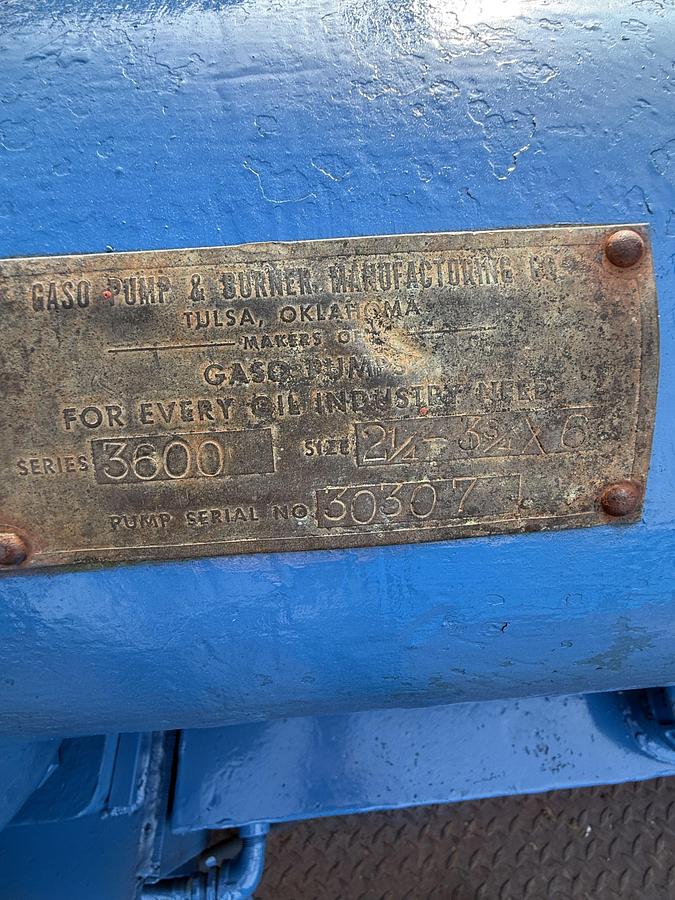 GASO PUMP & BURNER MANUFACTURING CO.
TULSA, OKLAHOMA
MAKERS OF
GASO PUMPS
FOR EVERY OIL INDUSTRY NEED
SERIES 3600 SIZE 2½ - 3¾ X 6
PUMP SERIAL NO. 30307